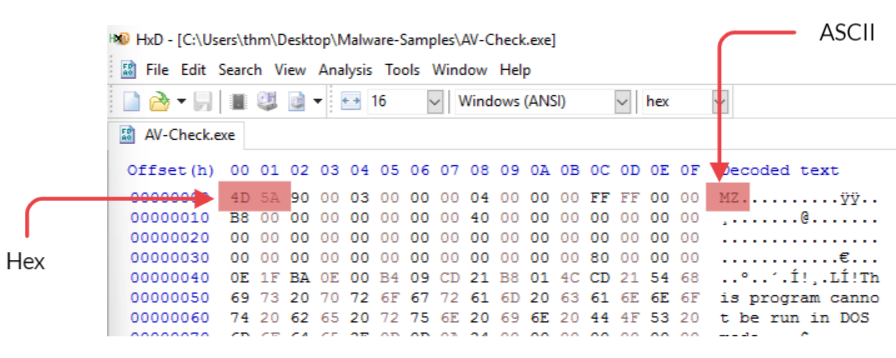 ASCII
HxD - [C:\Users\thm\Desktop\Malware-Samples\AV-Check.exe]
File Edit Search View Analysis Tools Window Help
16 Windows (ANSI) hex
AV-Check.exe
Offset(h) 00 01 02 03 04 05 06 07 08 09 0A 0B 0C 0D 0E 0F Decoded text
00000000 4D 5A 90 00 03 00 00 00 04 00 00 00 FF FF 00 00 MZ..........ÿÿ..
00000010 B8 00 00 00 00 00 00 00 40 00 00 00 00 00 00 00 ¸.......@.......
00000020 00 00 00 00 00 00 00 00 00 00 00 00 00 00 00 00 ................
00000030 00 00 00 00 00 00 00 00 00 00 00 00 80 00 00 00 ............€...
Hex
00000040 0E 1F BA 0E 00 B4 09 CD 21 B8 01 4C CD 21 54 68 ..º..´.Í!¸.LÍ!Th
00000050 69 73 20 70 72 6F 67 72 61 6D 20 63 61 6E 6E 6F is program canno
00000060 74 20 62 65 20 72 75 6E 20 69 6E 20 44 4F 53 20 t be run in DOS